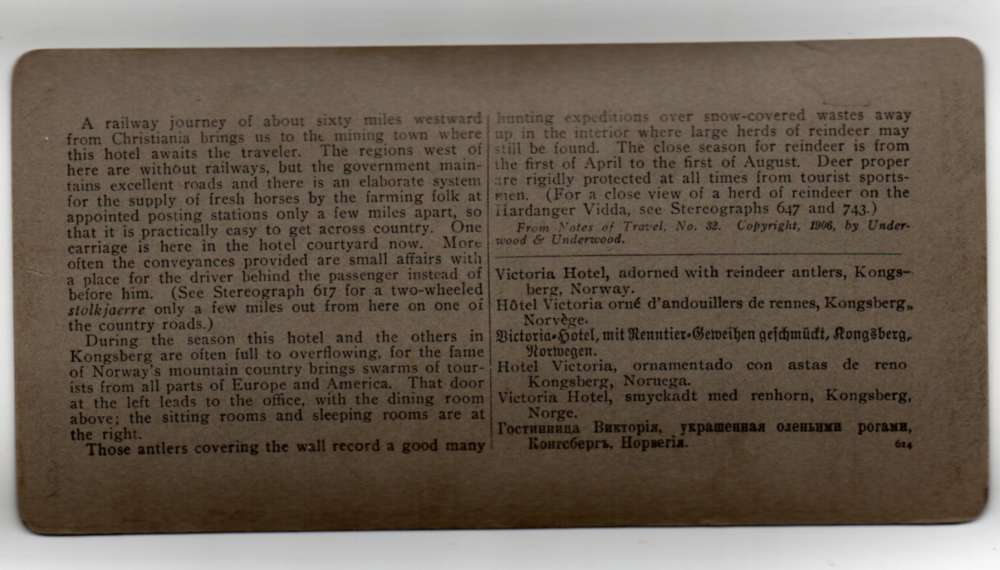 A railway journey of about sixty miles westward
from Christiania brings us to the mining town where
this hotel awaits the traveler. The regions west of
here are without railways, but the government main-
tains excellent roads and there is an elaborate system
for the supply of fresh horses by the farming folk at
appointed posting stations only a few miles apart, so
that it is practically easy to get across country. One
carriage is here in the hotel courtyard now. More
often the conveyances provided are small affairs with
a place for the driver behind the passenger instead of
before him. (See Stereograph 617 for a two-wheeled
stolkjaerre only a few miles out from here on one of
the country roads.)
During the season this hotel and the others in
Kongsberg are often full to overflowing, for the fame
of Norway's mountain country brings swarms of tour-
ists from all parts of Europe and America. That door
at the left leads to the office, with the dining room
above; the sitting rooms and sleeping rooms are at
the right.
Those antlers covering the wall record a good many
hunting expeditions over snow-covered wastes away
up in the interior where large herds of reindeer may
still be found. The close season for reindeer is from
the first of April to the first of August. Deer proper
are rigidly protected at all times from tourist sports-
men. (For a close view of a herd of reindeer on the
Hardanger Vidda, see Stereographs 647 and 743.)
From Notes of Travel, No. 32. Copyright, 1906, by Under-
wood & Underwood.
Victoria Hotel, adorned with reindeer antlers, Kongs-
berg, Norway.
Hôtel Victoria orné d'andouillers de rennes, Kongsberg,
Norvège.
Victoria-Hotel, mit Renntier-Geweihen geschmückt, Kongsberg,
Norwegen.
Hotel Victoria, ornamentado con astas de reno
Kongsberg, Noruega.
Victoria Hotel, smyckadt med renhorn, Kongsberg,
Norge.
Гостинница Викторія, украшенная оленьими рогами,
Конгсбергъ, Норвегія. 614